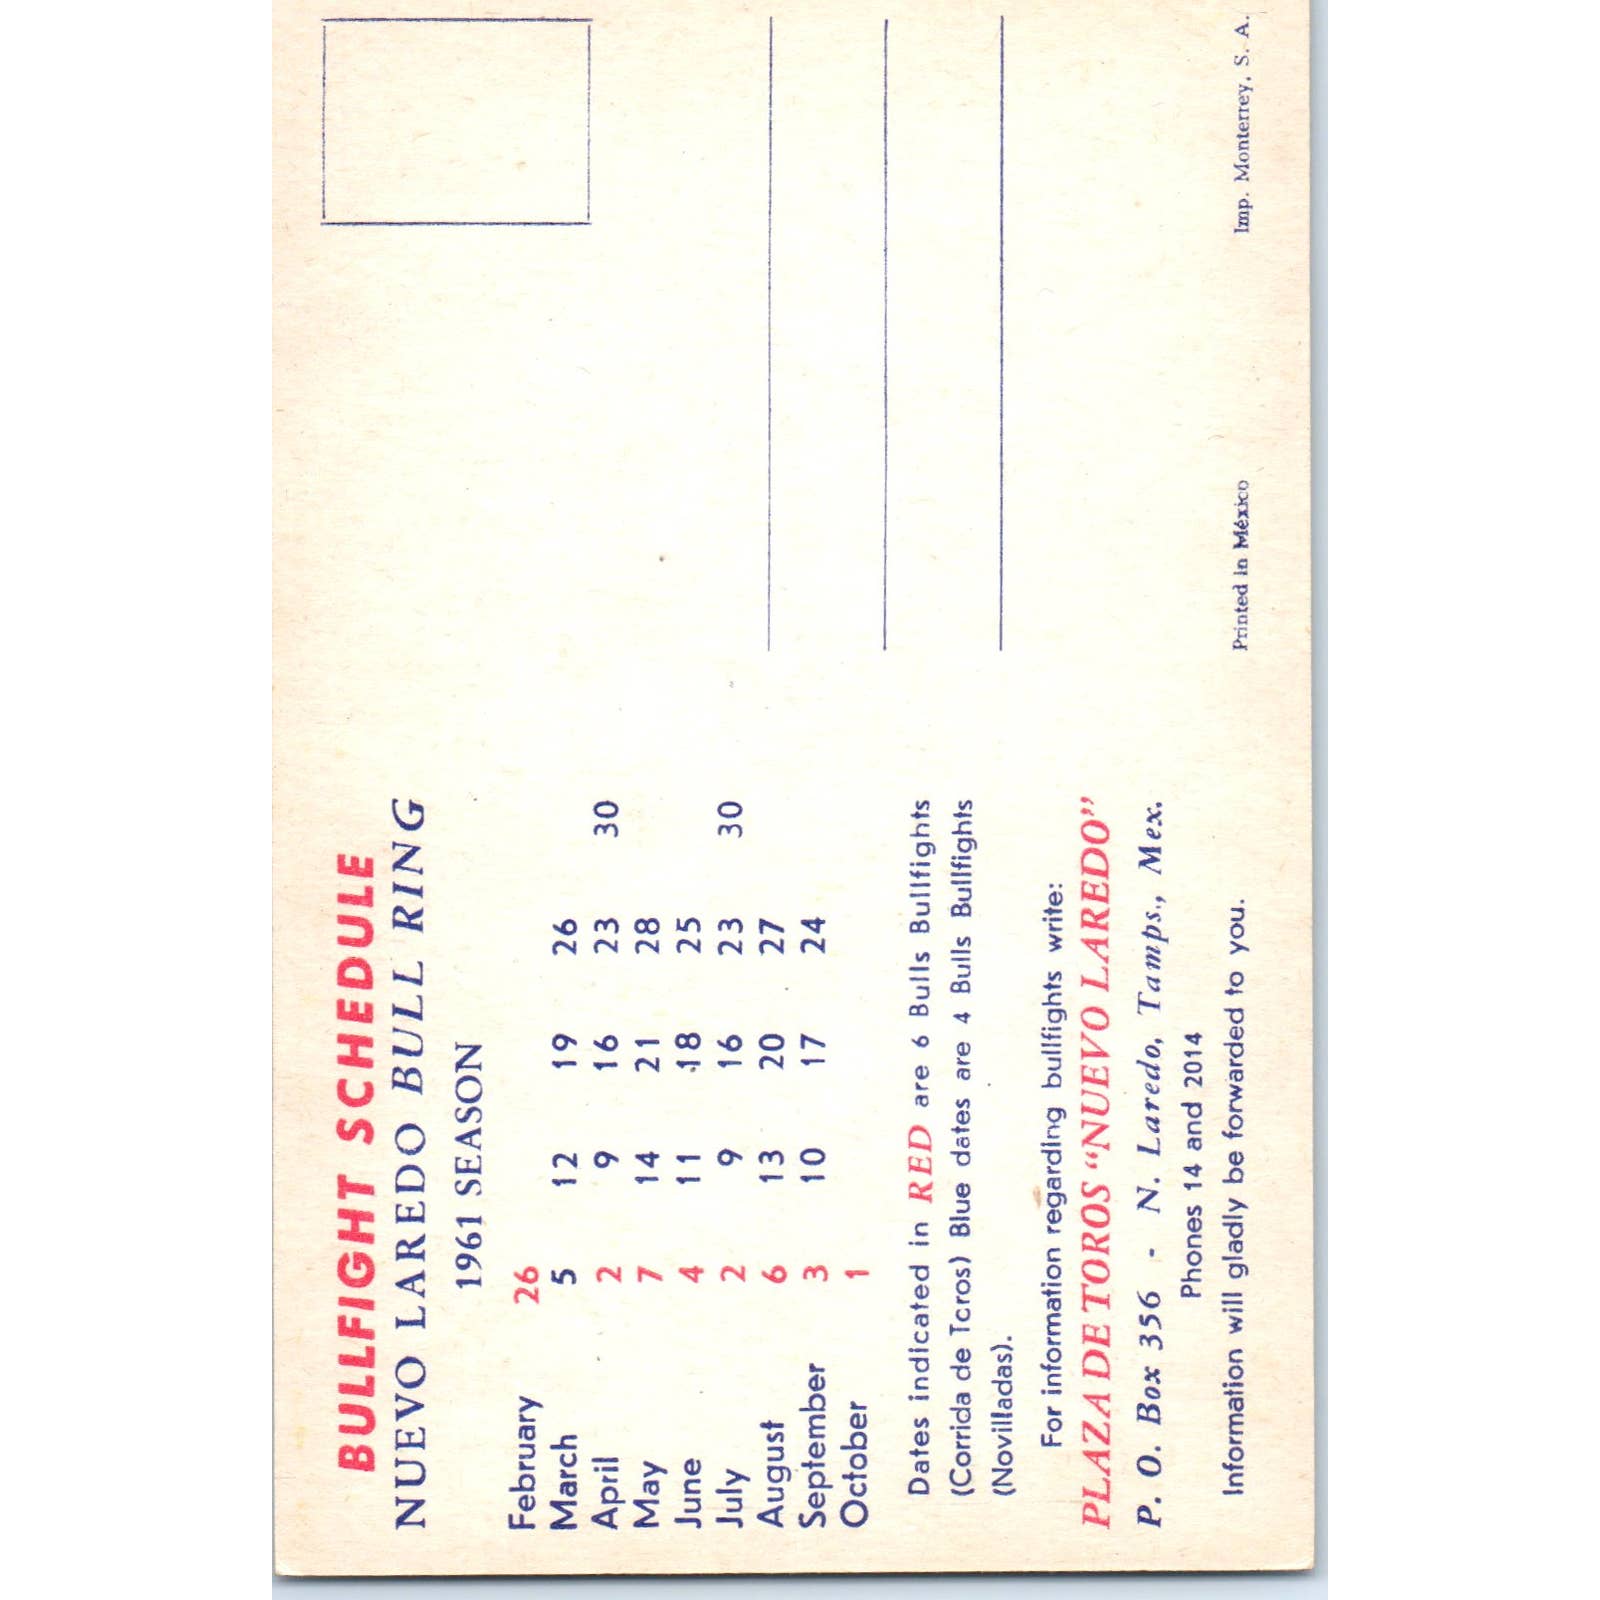 BULLFIGHT SCHEDULE
NUEVO LAREDO BULL RING
1961 SEASON
February 26
March 5 12 19 26
April 2 9 16 23 30
May 7 14 21 28
June 4 11 18 25
July 2 9 16 23 30
August 6 13 20 27
September 3 10 17 24
October 1
Dates indicated in RED are 6 Bulls Bullfights
(Corrida de Tcros) Blue dates are 4 Bulls Bullfights
(Novilladas).
For information regarding bullfights write:
PLAZA DE TOROS “NUEVO LAREDO”
P. O. Box 356 - N. Laredo, Tamps., Mex.
Phones 14 and 2014
Information will gladly be forwarded to you.
Printed in México
Imp. Monterrey, S. A.